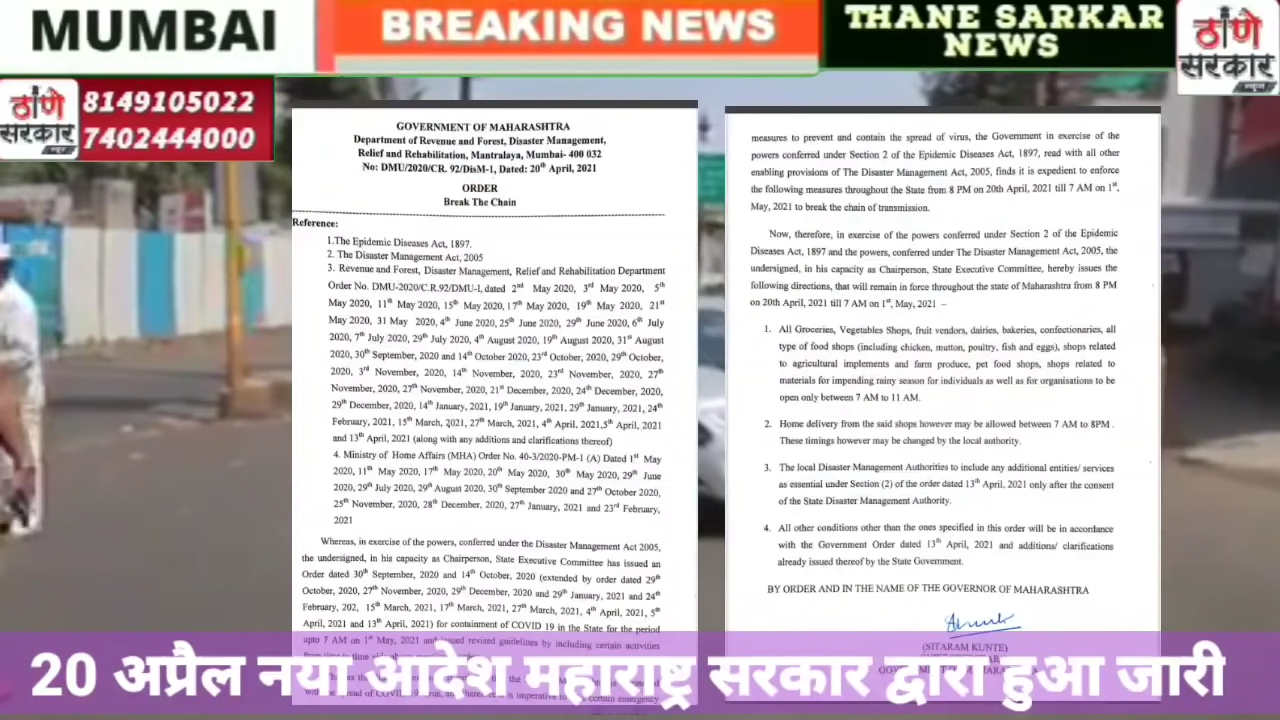 MUMBAI
BREAKING NEWS
THANE SARKAR
NEWS
ठाणे
सरकार
न्यूज
ठाणे
सरकार
8149105022
7402444000
GOVERNMENT OF MAHARASHTRA
Department of Revenue and Forest, Disaster Management,
Relief and Rehabilitation, Mantralaya, Mumbai- 400 032
No: DMU/2020/CR. 92/DisM-1, Dated: 20th April, 2021
ORDER
Break The Chain
Reference:
1.The Epidemic Diseases Act, 1897.
2. The Disaster Management Act, 2005
3. Revenue and Forest, Disaster Management, Relief and Rehabilitation Department
Order No. DMU-2020/C.R.92/DMU-I, dated 2nd May 2020, 3rd May 2020, 5th
May 2020, 11th May 2020, 15th May 2020, 17th May 2020, 19th May 2020, 21st
May 2020, 31 May 2020, 4th June 2020, 25th June 2020, 29th June 2020, 6th July
2020, 7th July 2020, 29th July 2020, 4th August 2020, 19th August 2020, 31st August
2020, 30th September, 2020 and 14th October 2020, 23rd October, 2020, 29th October,
2020, 3rd November, 2020, 14th November, 2020, 23rd November, 2020, 27th
November, 2020, 27th November, 2020, 21st December, 2020, 24th December, 2020,
29th December, 2020, 14th January, 2021, 19th January, 2021, 29th January, 2021, 24th
February, 2021, 15th March, 2021, 27th March, 2021, 4th April, 2021,5th April, 2021
and 13th April, 2021 (along with any additions and clarifications thereof)
4. Ministry of Home Affairs (MHA) Order No. 40-3/2020-PM-1 (A) Dated 1st May
2020, 11th May 2020, 17th May 2020, 20th May 2020, 30th May 2020, 29th June
2020, 29th July 2020, 29th August 2020, 30th September 2020 and 27th October 2020,
25th November, 2020, 28th December, 2020, 27th January, 2021 and 23rd February,
2021
Whereas, in exercise of the powers, conferred under the Disaster Management Act 2005,
the undersigned, in his capacity as Chairperson, State Executive Committee has issued an
Order dated 30th September, 2020 and 14th October, 2020 (extended by order dated 29th
October, 2020, 27th November, 2020, 29th December, 2020 and 29th January, 2021 and 24th
February, 202, 15th March, 2021, 17th March, 2021, 27th March, 2021, 4th April, 2021, 5th
April, 2021 and 13th April, 2021) for containment of COVID 19 in the State for the period
upto 7 AM on 1st May, 2021 and issued revised guidelines by including certain activities
measures to prevent and contain the spread of virus, the Government in exercise of the
powers conferred under Section 2 of the Epidemic Diseases Act, 1897, read with all other
enabling provisions of The Disaster Management Act, 2005, finds it is expedient to enforce
the following measures throughout the State from 8 PM on 20th April, 2021 till 7 AM on 1st,
May, 2021 to break the chain of transmission.
Now, therefore, in exercise of the powers conferred under Section 2 of the Epidemic
Diseases Act, 1897 and the powers, conferred under The Disaster Management Act, 2005, the
undersigned, in his capacity as Chairperson, State Executive Committee, hereby issues the
following directions, that will remain in force throughout the state of Maharashtra from 8 PM
on 20th April, 2021 till 7 AM on 1st, May, 2021 –
1. All Groceries, Vegetables Shops, fruit vendors, dairies, bakeries, confectionaries, all
type of food shops (including chicken, mutton, poultry, fish and eggs), shops related
to agricultural implements and farm produce, pet food shops, shops related to
materials for impending rainy season for individuals as well as for organisations to be
open only between 7 AM to 11 AM.
2. Home delivery from the said shops however may be allowed between 7 AM to 8PM .
These timings however may be changed by the local authority.
3. The local Disaster Management Authorities to include any additional entities/ services
as essential under Section (2) of the order dated 13th April, 2021 only after the consent
of the State Disaster Management Authority.
4. All other conditions other than the ones specified in this order will be in accordance
with the Government Order dated 13th April, 2021 and additions/ clarifications
already issued thereof by the State Government.
BY ORDER AND IN THE NAME OF THE GOVERNOR OF MAHARASHTRA
(SITARAM KUNTE)
20 अप्रैल नया आदेश महाराष्ट्र सरकार द्वारा हुआ जारी